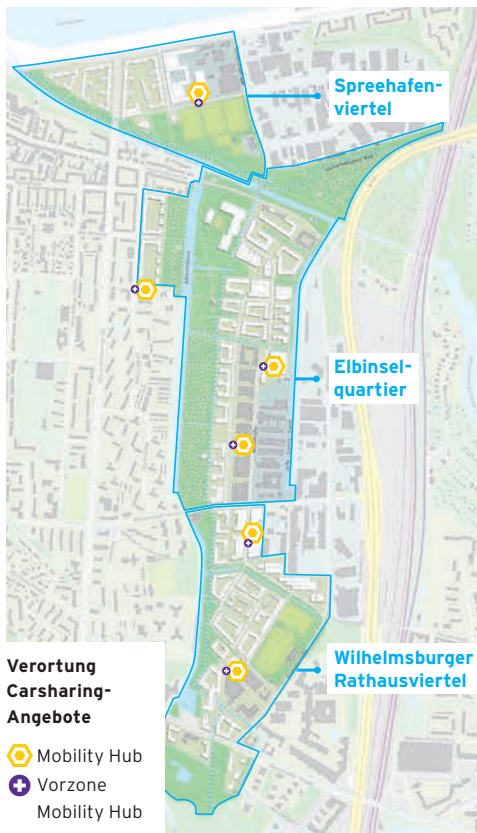 Spreehafen-
viertel
Elbinsel-
quartier
Wilhelmsburger
Rathausviertel
Verortung
Carsharing-
Angebote
Mobility Hub
Vorzone
Mobility Hub